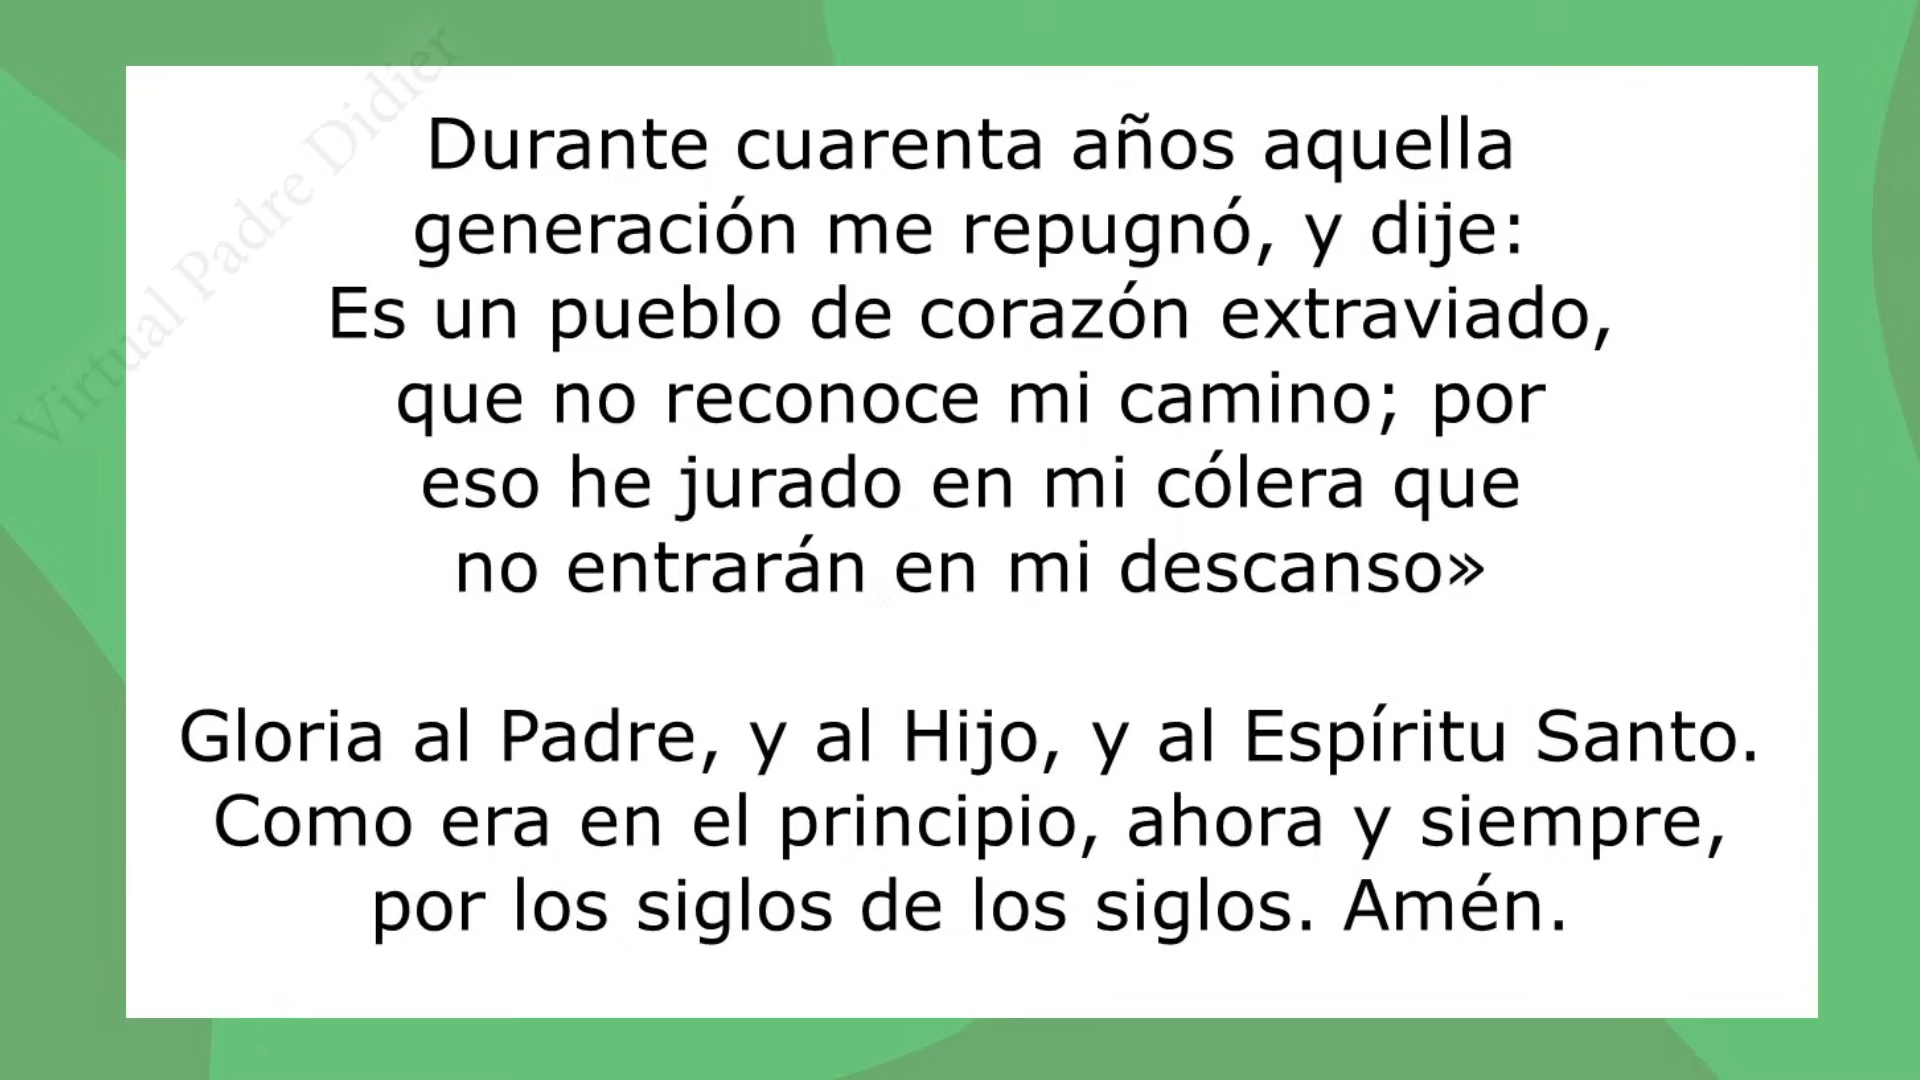 Virtual Padre Didier
Durante cuarenta años aquella
generación me repugnó, y dije:
Es un pueblo de corazón extraviado,
que no reconoce mi camino; por
eso he jurado en mi cólera que
no entrarán en mi descanso»
Gloria al Padre, y al Hijo, y al Espíritu Santo.
Como era en el principio, ahora y siempre,
por los siglos de los siglos. Amén.